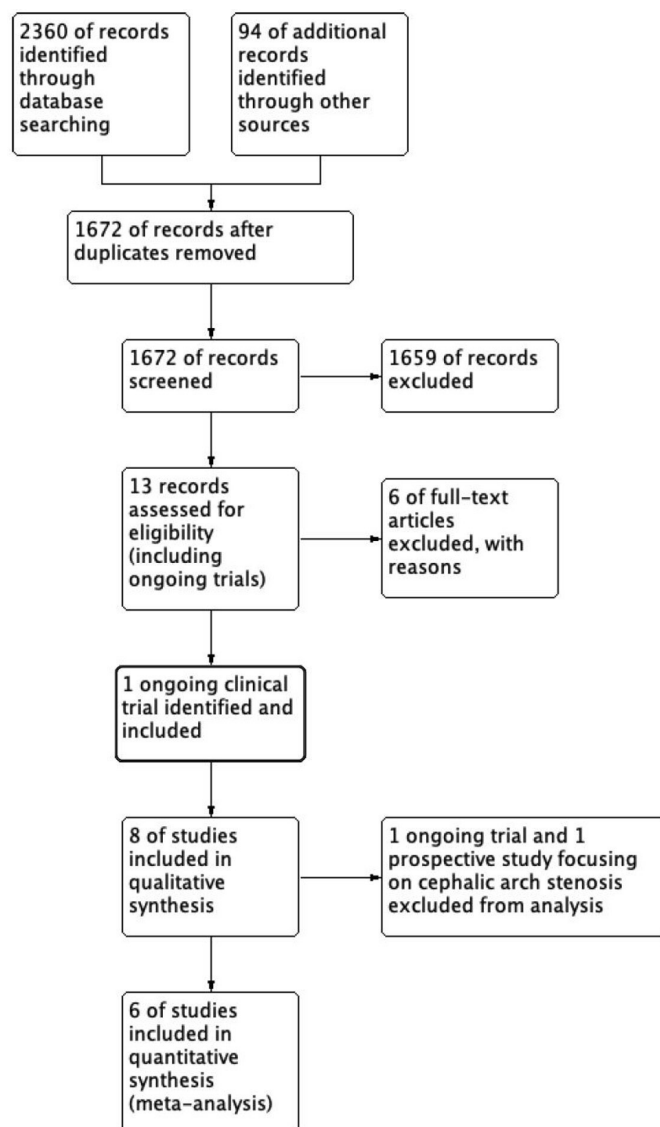 2360 of records
identified
through
database
searching
94 of additional
records
identified
through other
sources
1672 of records after
duplicates removed
1672 of records
screened
1659 of records
excluded
13 records
assessed for
eligibility
(including
ongoing trials)
6 of full-text
articles
excluded, with
reasons
1 ongoing clinical
trial identified and
included
8 of studies
included in
qualitative
synthesis
1 ongoing trial and 1
prospective study focusing
on cephalic arch stenosis
excluded from analysis
6 of studies
included in
quantitative
synthesis
(meta-analysis)